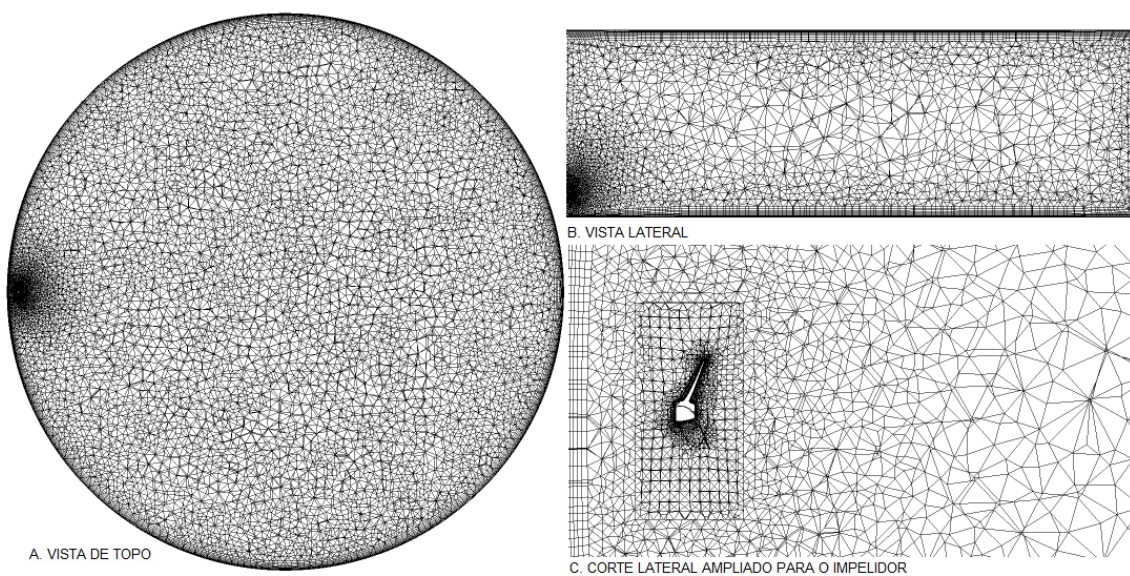 A. VISTA DE TOPO
B. VISTA LATERAL
C. CORTE LATERAL AMPLIADO PARA O IMPELIDOR